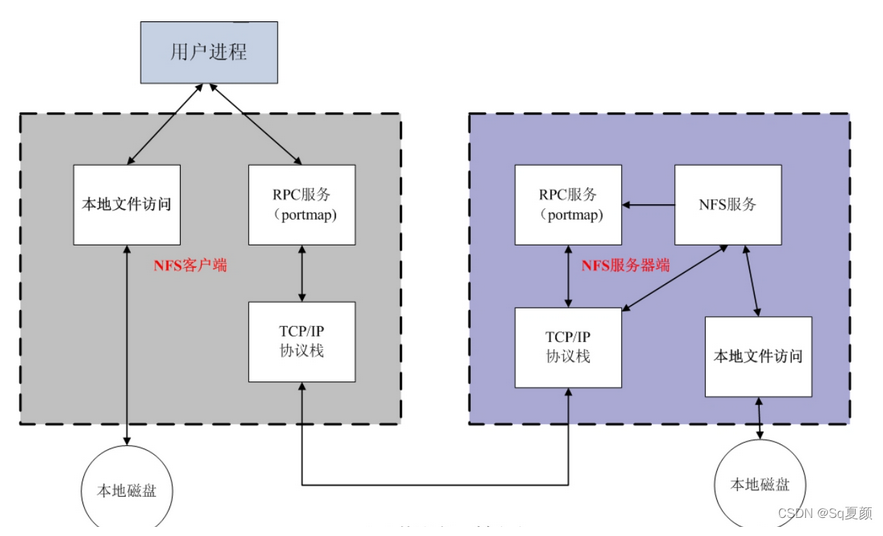 用户进程
本地文件访问
RPC服务
（portmap)
NFS客户端
TCP/IP
协议栈
本地磁盘
RPC服务
（portmap)
NFS服务
NFS服务器端
TCP/IP
协议栈
本地文件访问
本地磁盘
CSDN @Sq夏颜